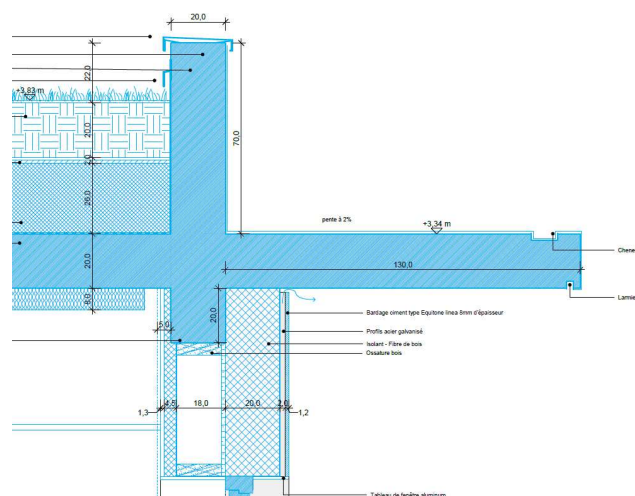 20,0
22,0
+3,83 m
20,0
2,0
70,0
26,0
pente à 2%
+3,34 m
Chene
20,0
130,0
8,0
Lamie
20,0
Bardage ciment type Equitone linea 8mm d'épaisseur
5,0
Profils acier galvanisé
Isolant - Fibre de bois
Ossature bois
4,5
18,0
20,0
2,0
1,3
1,2
Tableau de fenêtre aluminum